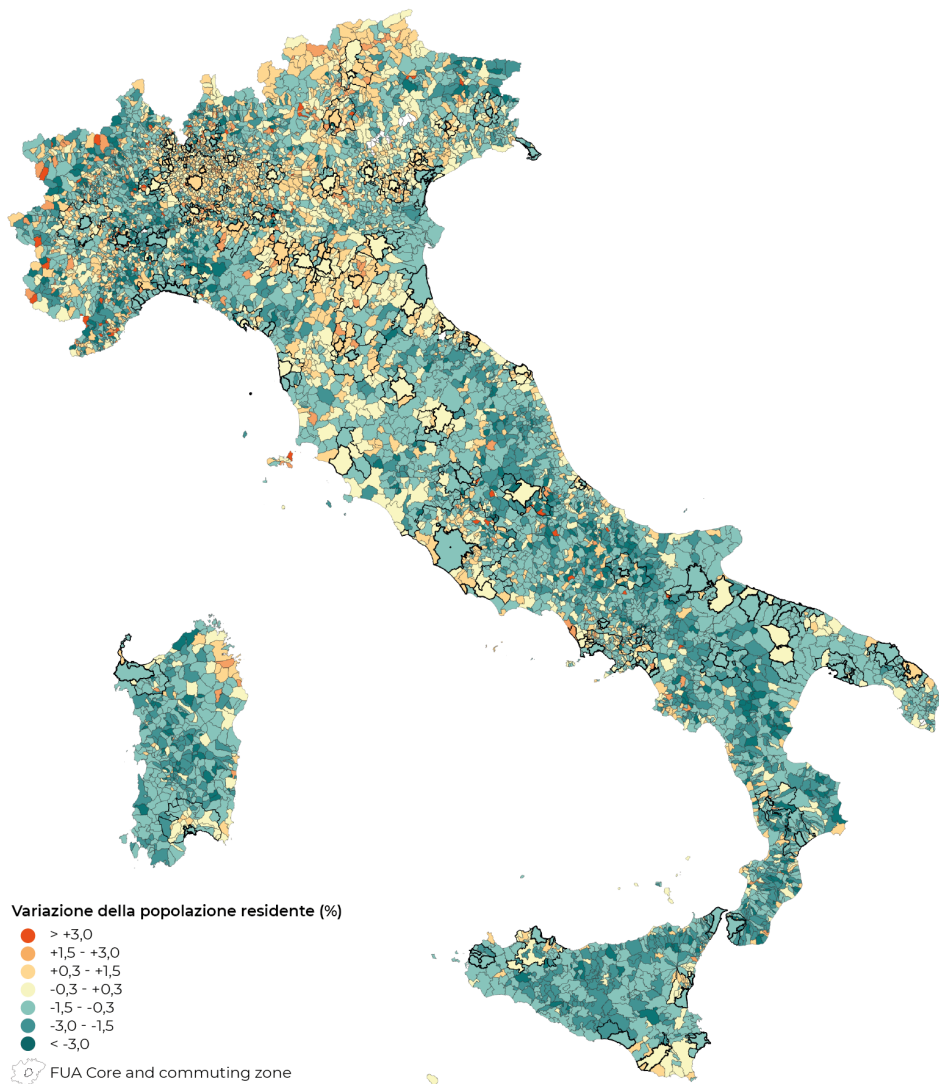 Variazione della popolazione residente (%)
> +3,0
+1,5 - +3,0
+0,3 - +1,5
-0,3 - +0,3
-1,5 - -0,3
-3,0 - -1,5
< -3,0
FUA Core and commuting zone